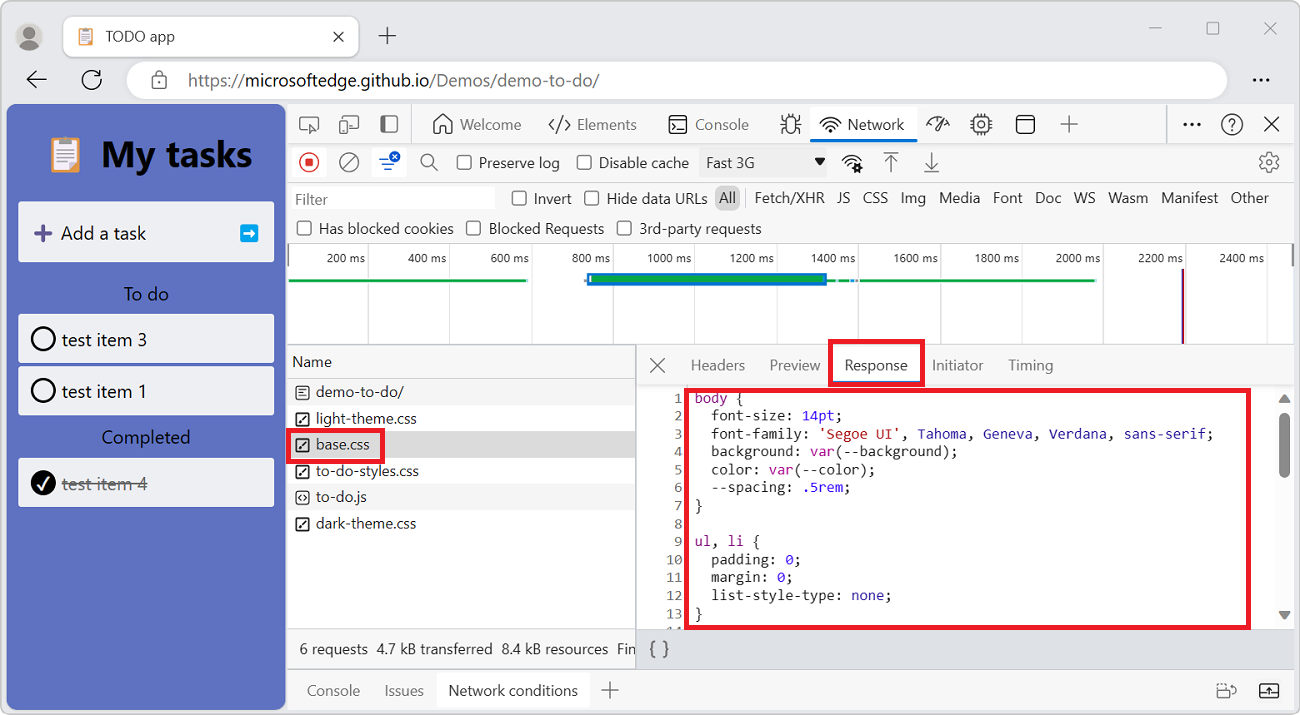 TODO app
https://microsoftedge.github.io/Demos/demo-to-do/
My tasks
Add a task
To do
test item 3
test item 1
Completed
test item 4
Welcome Elements Console Network
Preserve log Disable cache Fast 3G
Filter Invert Hide data URLs All Fetch/XHR JS CSS Img Media Font Doc WS Wasm Manifest Other
Has blocked cookies Blocked Requests 3rd-party requests
200 ms 400 ms 600 ms 800 ms 1000 ms 1200 ms 1400 ms 1600 ms 1800 ms 2000 ms 2200 ms 2400 ms
Name
demo-to-do/
light-theme.css
base.css
to-do-styles.css
to-do.js
dark-theme.css
6 requests 4.7 kB transferred 8.4 kB resources Fin
Headers Preview Response Initiator Timing
1 body {
2 font-size: 14pt;
3 font-family: 'Segoe UI', Tahoma, Geneva, Verdana, sans-serif;
4 background: var(--background);
5 color: var(--color);
6 --spacing: .5rem;
7 }
8
9 ul, li {
10 padding: 0;
11 margin: 0;
12 list-style-type: none;
13 }
{ }
Console Issues Network conditions